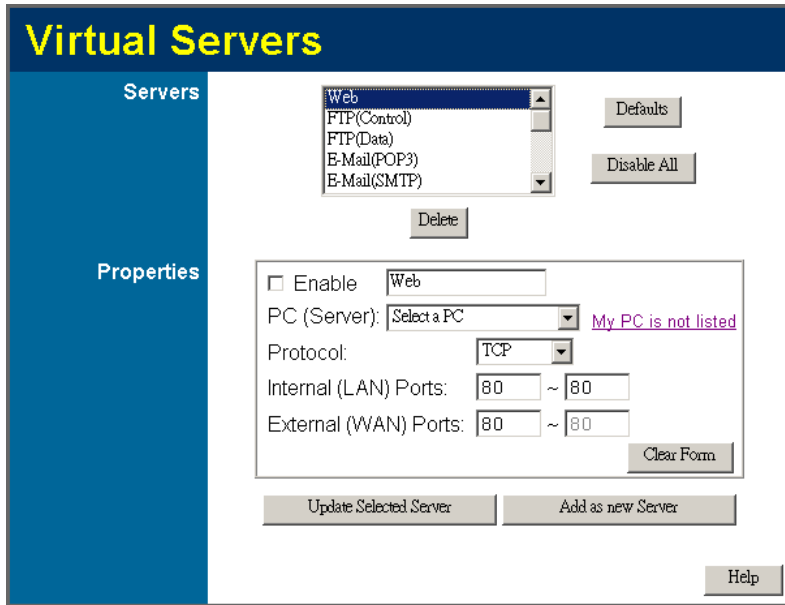 Virtual Servers
Servers
Web
FTP(Control)
FTP(Data)
E-Mail(POP3)
E-Mail(SMTP)
Defaults
Disable All
Delete
Properties
Enable Web
PC (Server): Select a PC My PC is not listed
Protocol: TCP
Internal (LAN) Ports: 80 ~ 80
External (WAN) Ports: 80 ~ 80
Clear Form
Update Selected Server Add as new Server
Help